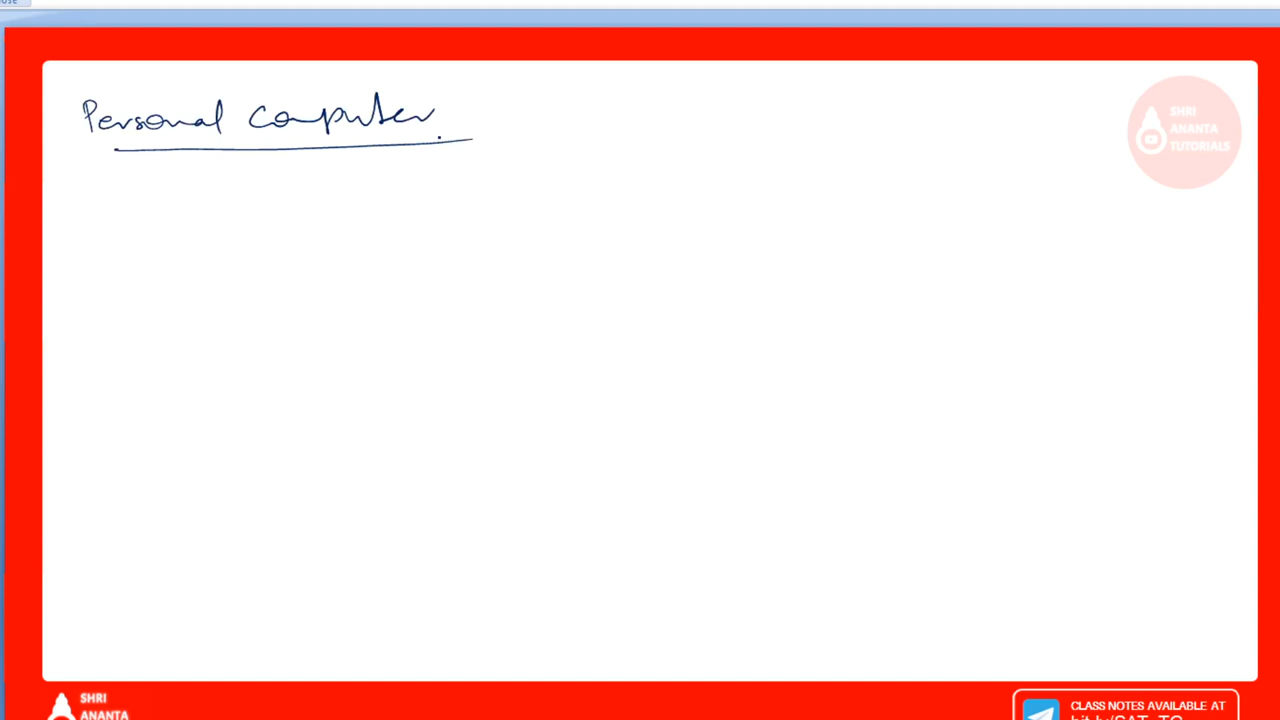 Personal Computer
SHRI
ANANTA
TUTORIALS
SHRI
ANANTA
CLASS NOTES AVAILABLE AT